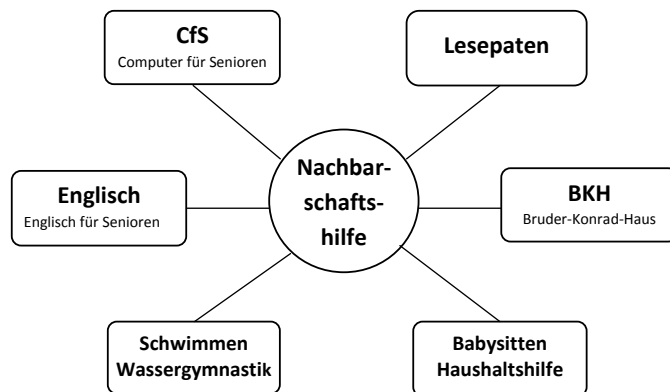 CfS
Computer für Senioren
Lesepaten
Nachbar-
schafts-
hilfe
Englisch
Englisch für Senioren
BKH
Bruder-Konrad-Haus
Schwimmen
Wassergymnastik
Babysitten
Haushaltshilfe